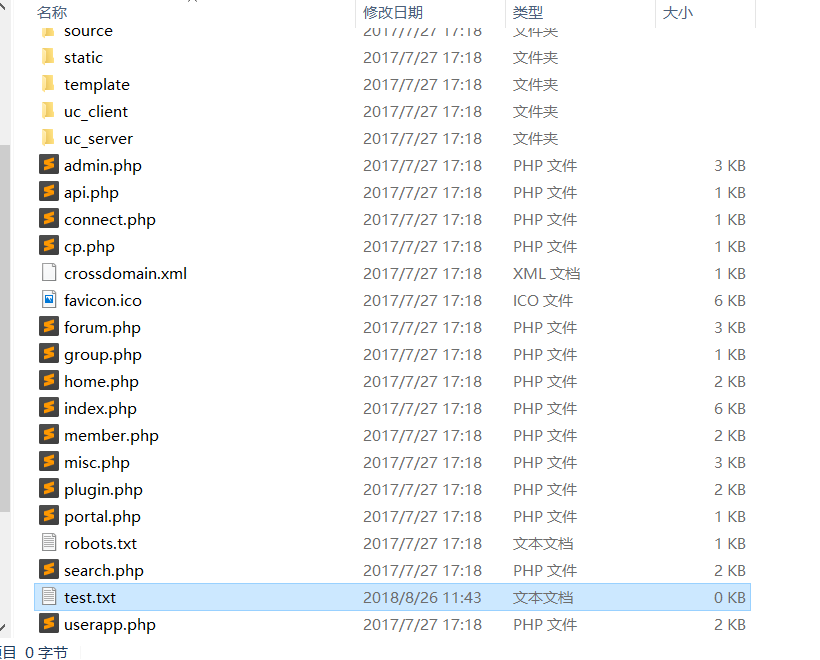 名称 修改日期 类型 大小
source 2017/7/27 17:18 文件夹
static 2017/7/27 17:18 文件夹
template 2017/7/27 17:18 文件夹
uc_client 2017/7/27 17:18 文件夹
uc_server 2017/7/27 17:18 文件夹
admin.php 2017/7/27 17:18 PHP 文件 3 KB
api.php 2017/7/27 17:18 PHP 文件 1 KB
connect.php 2017/7/27 17:18 PHP 文件 1 KB
cp.php 2017/7/27 17:18 PHP 文件 1 KB
crossdomain.xml 2017/7/27 17:18 XML 文档 1 KB
favicon.ico 2017/7/27 17:18 ICO 文件 6 KB
forum.php 2017/7/27 17:18 PHP 文件 3 KB
group.php 2017/7/27 17:18 PHP 文件 1 KB
home.php 2017/7/27 17:18 PHP 文件 2 KB
index.php 2017/7/27 17:18 PHP 文件 6 KB
member.php 2017/7/27 17:18 PHP 文件 2 KB
misc.php 2017/7/27 17:18 PHP 文件 3 KB
plugin.php 2017/7/27 17:18 PHP 文件 2 KB
portal.php 2017/7/27 17:18 PHP 文件 1 KB
robots.txt 2017/7/27 17:18 文本文档 1 KB
search.php 2017/7/27 17:18 PHP 文件 2 KB
test.txt 2018/8/26 11:43 文本文档 0 KB
userapp.php 2017/7/27 17:18 PHP 文件 2 KB
目 0 字节